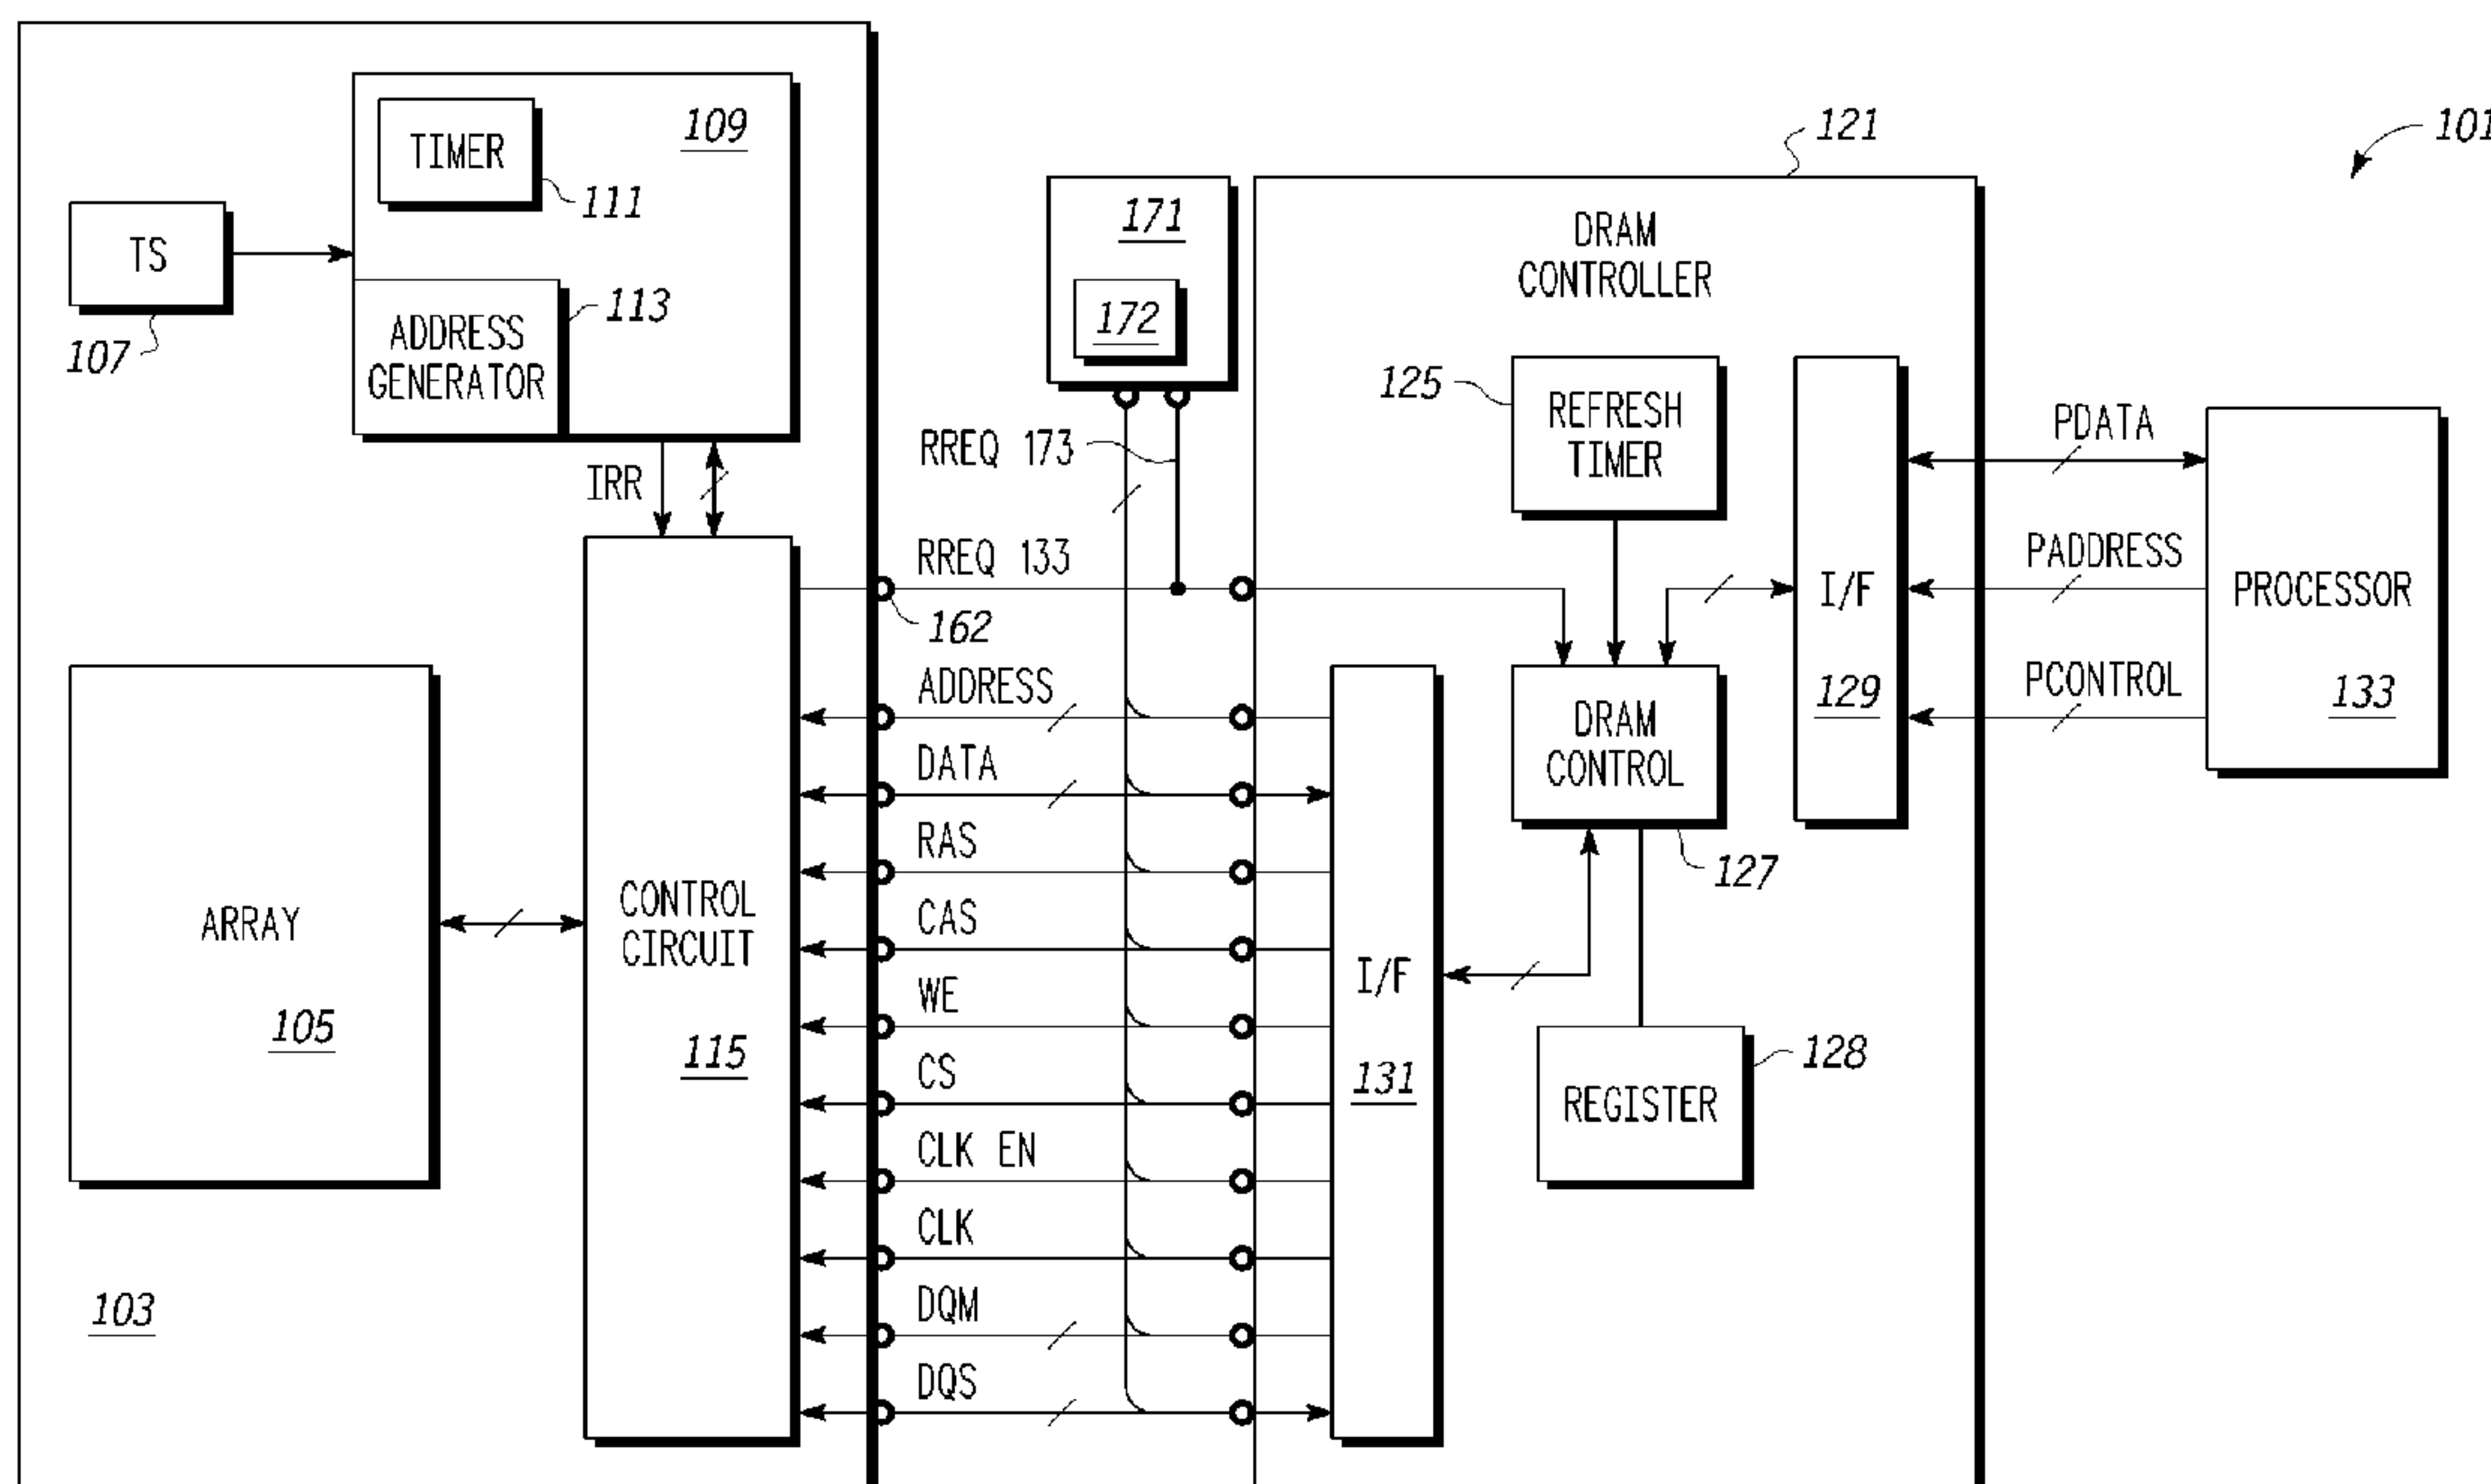 TIMER
109
111
TS
107
ADDRESS
GENERATOR
113
IRR
ARRAY
105
CONTROL
CIRCUIT
115
103
171
172
RREQ 173
RREQ 133
162
ADDRESS
DATA
RAS
CAS
WE
CS
CLK EN
CLK
DQM
DQS
121
DRAM
CONTROLLER
125
REFRESH
TIMER
I/F
129
DRAM
CONTROL
127
I/F
131
REGISTER
128
101
PDATA
PADDRESS
PCONTROL
PROCESSOR
133